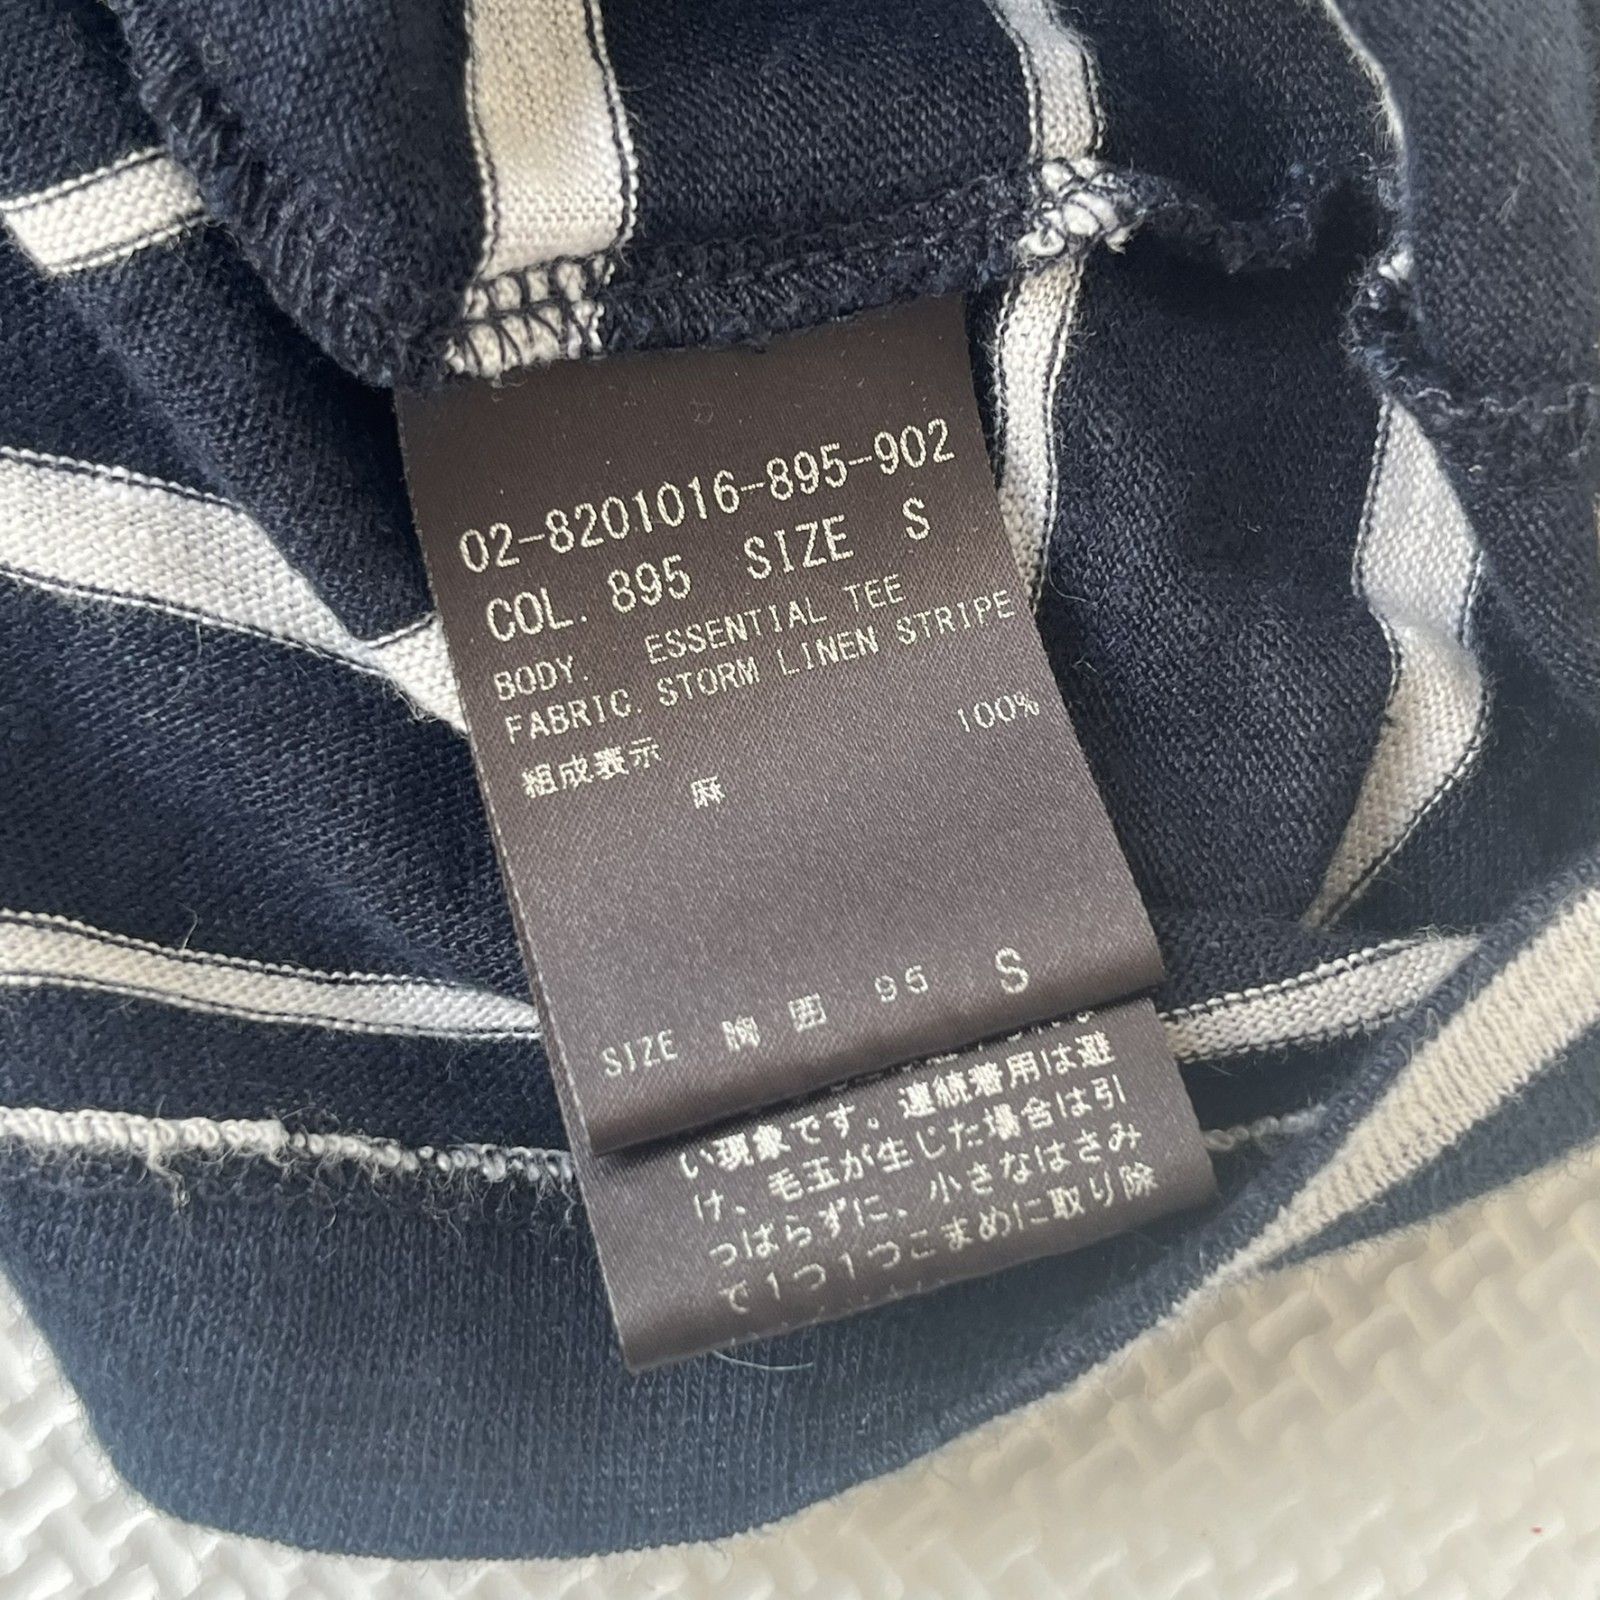 02-8201016-895-902
COL. 895 SIZE S
BODY. ESSENTIAL TEE
FABRIC. STORM LINEN STRIPE
組成表示
麻 100%
SIZE 胸囲 95 S
い現象です。連続着用は避
け、毛玉が生じた場合は引
っぱらずに、小さなはさみ
で1つ1つこまめに取り除